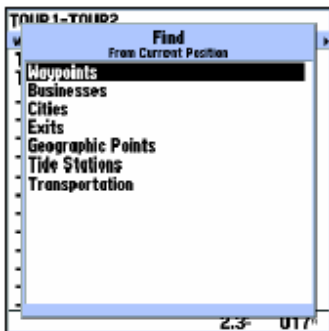 TOUR1-TOUR2
Find
From Current Position
Waypoints
Businesses
Cities
Exits
Geographic Points
Tide Stations
Transportation
2.3
017